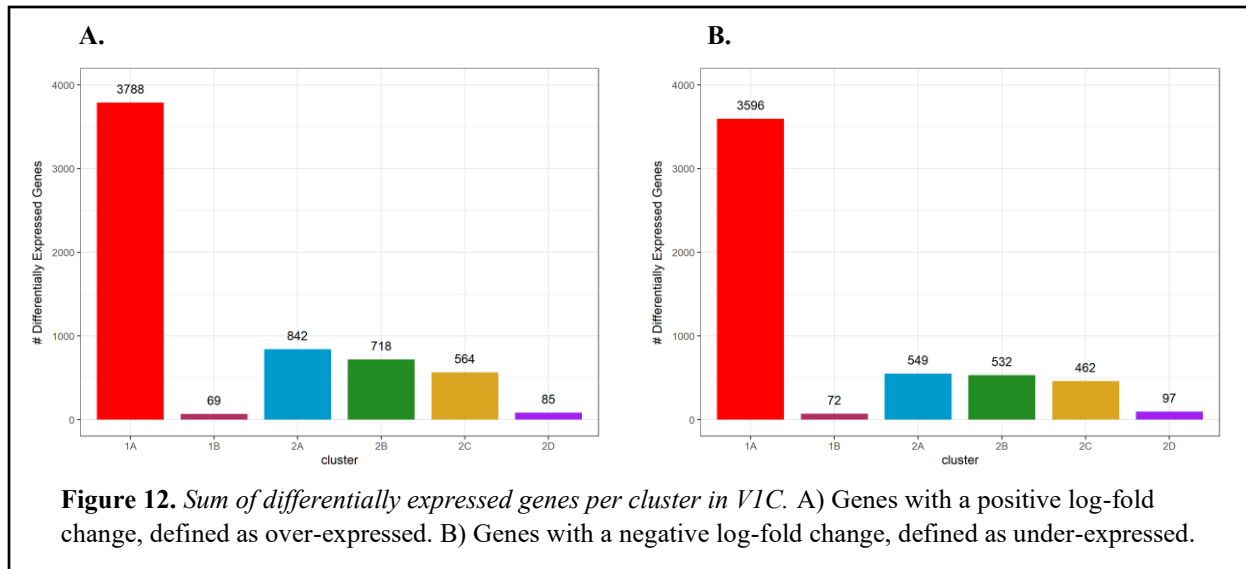 A.
4000
3000
2000
1000
0
# Differentially Expressed Genes
3788
69
842
718
564
85
1A 1B 2A 2B 2C 2D
cluster
B.
4000
3000
2000
1000
0
# Differentially Expressed Genes
3596
72
549
532
462
97
1A 1B 2A 2B 2C 2D
cluster
Figure 12. Sum of differentially expressed genes per cluster in V1C. A) Genes with a positive log-fold
change, defined as over-expressed. B) Genes with a negative log-fold change, defined as under-expressed.